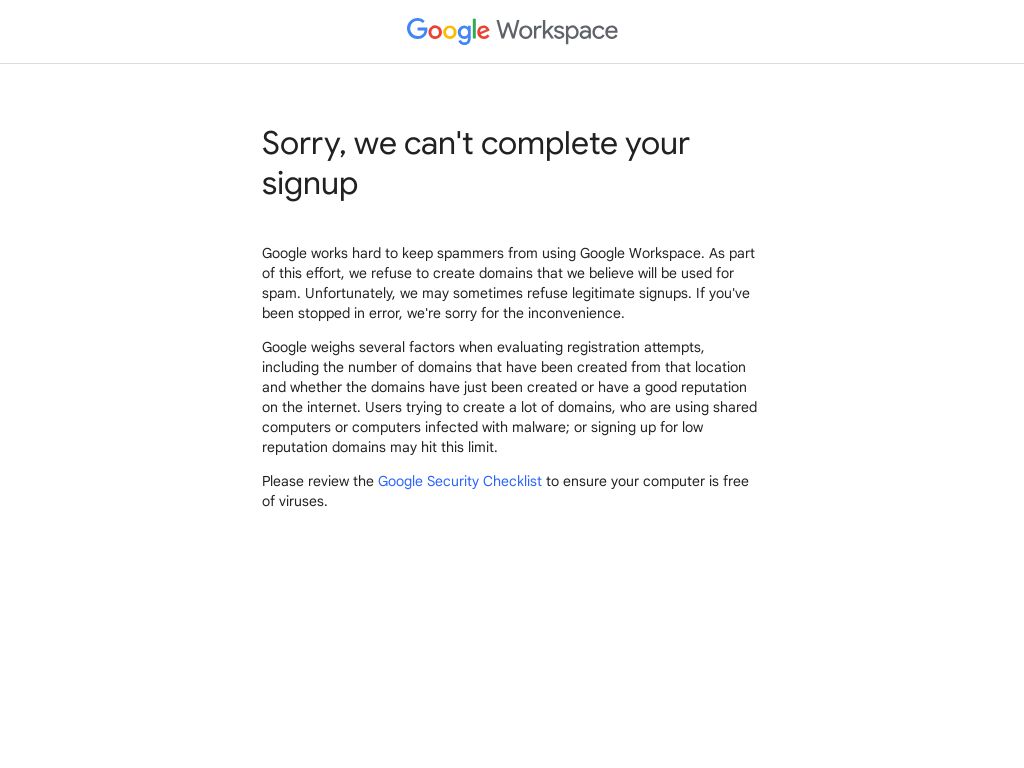 Google Workspace
Sorry, we can't complete your
signup
Google works hard to keep spammers from using Google Workspace. As part
of this effort, we refuse to create domains that we believe will be used for
spam. Unfortunately, we may sometimes refuse legitimate signups. If you've
been stopped in error, we're sorry for the inconvenience.
Google weighs several factors when evaluating registration attempts,
including the number of domains that have been created from that location
and whether the domains have just been created or have a good reputation
on the internet. Users trying to create a lot of domains, who are using shared
computers or computers infected with malware; or signing up for low
reputation domains may hit this limit.
Please review the Google Security Checklist to ensure your computer is free
of viruses.